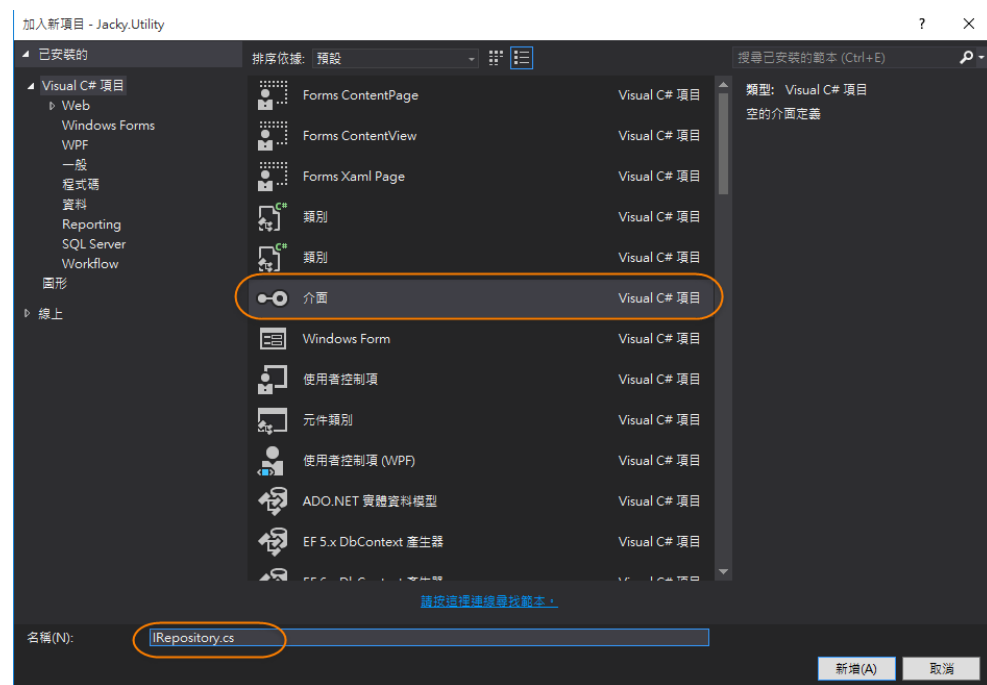 加入新項目 - Jacky.Utility
?
已安裝的
排序依據: 預設
搜尋已安裝的範本 (Ctrl+E)
Visual C# 項目
Web
Windows Forms
WPF
一般
程式碼
資料
Reporting
SQL Server
Workflow
圖形
線上
Forms ContentPage Visual C# 項目
Forms ContentView Visual C# 項目
Forms Xaml Page Visual C# 項目
C# 類別 Visual C# 項目
C# 類別 Visual C# 項目
介面 Visual C# 項目
Windows Form Visual C# 項目
使用者控制項 Visual C# 項目
元件類別 Visual C# 項目
使用者控制項 (WPF) Visual C# 項目
ADO.NET 實體資料模型 Visual C# 項目
EF 5.x DbContext 產生器 Visual C# 項目
類型: Visual C# 項目
空的介面定義
請按這裡連線尋找範本。
名稱(N): IRepository.cs
新增(A) 取消